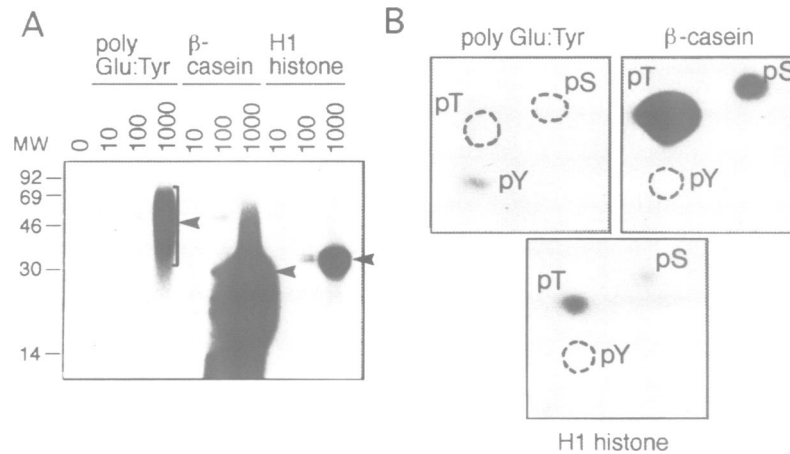 A
poly Glu:Tyr
β-casein
H1 histone
MW
0
10
100
1000
10
100
1000
10
100
1000
92
69
46
30
14
B
poly Glu:Tyr
β-casein
pT
pS
pY
pT
pS
pY
pT
pS
pY
H1 histone